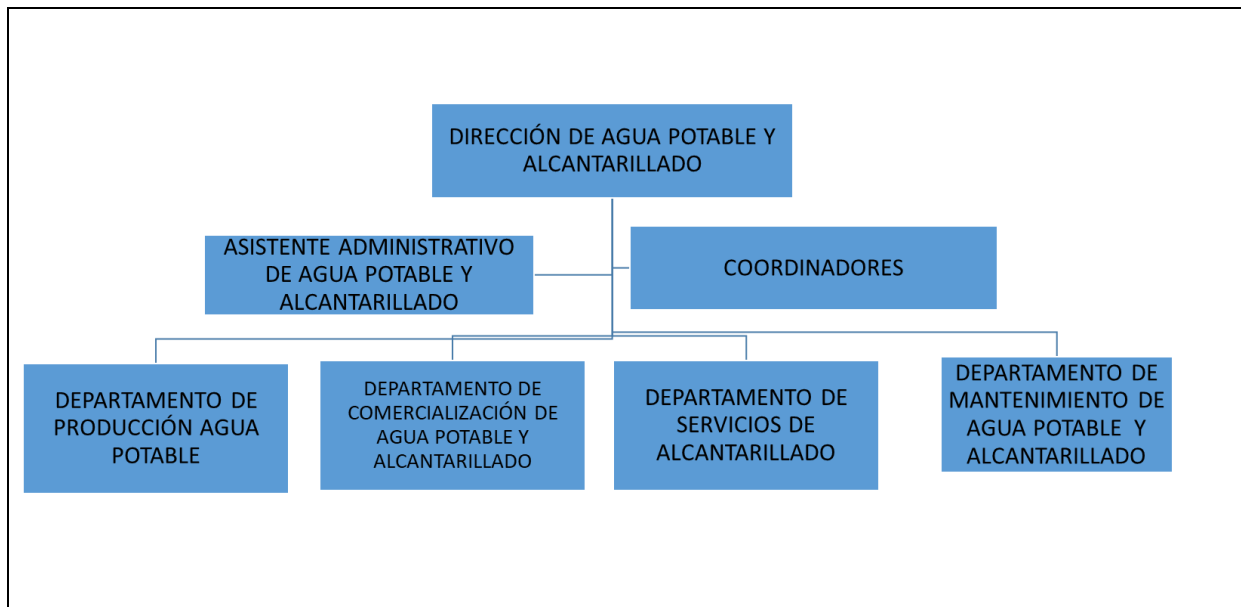 DIRECCIÓN DE AGUA POTABLE Y
ALCANTARILLADO
ASISTENTE ADMINISTRATIVO
DE AGUA POTABLE Y
ALCANTARILLADO
COORDINADORES
DEPARTAMENTO DE
PRODUCCIÓN AGUA
POTABLE
DEPARTAMENTO DE
COMERCIALIZACIÓN DE
AGUA POTABLE Y
ALCANTARILLADO
DEPARTAMENTO DE
SERVICIOS DE
ALCANTARILLADO
DEPARTAMENTO DE
MANTENIMIENTO DE
AGUA POTABLE Y
ALCANTARILLADO